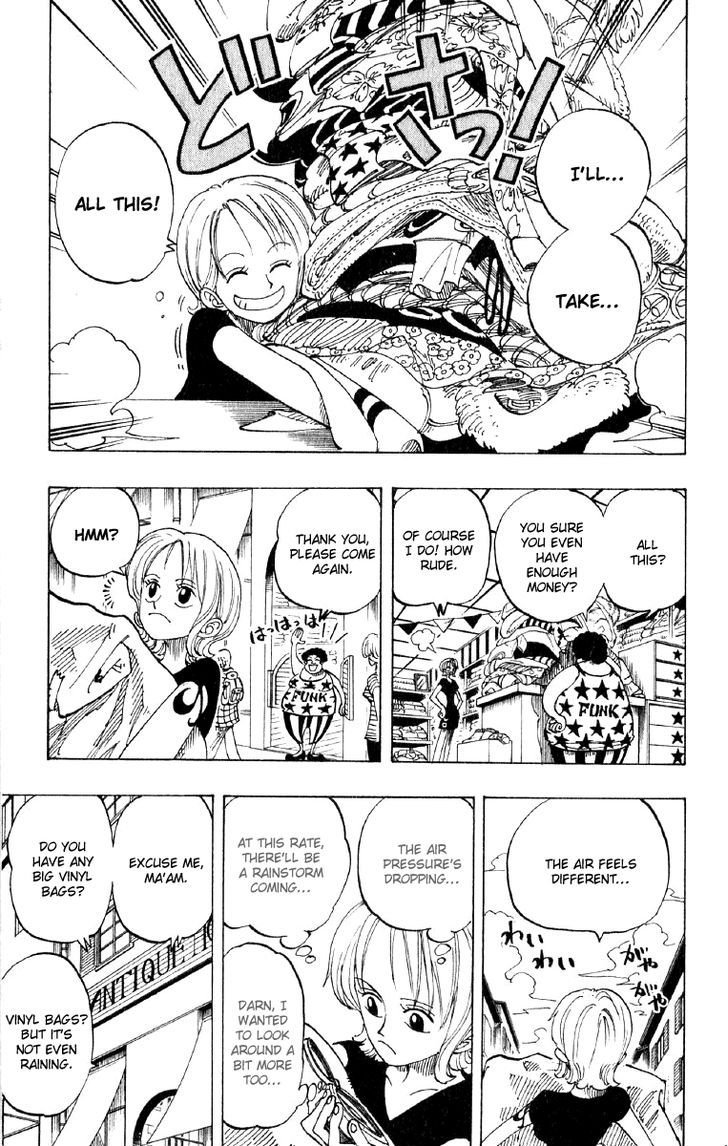 ど
さっ!
I'LL...
TAKE...
ALL THIS!
ALL
THIS?
YOU SURE
YOU EVEN
HAVE
ENOUGH
MONEY?
OF COURSE
I DO! HOW
RUDE.
FUNK
THANK YOU,
PLEASE COME
AGAIN.
はっはっは!!
FUNK
HMM?
THE AIR FEELS
DIFFERENT...
がや
がや
わい
わい
THE AIR
PRESSURE'S
DROPPING...
AT THIS RATE,
THERE'LL BE
A RAINSTORM
COMING...
DARN, I
WANTED TO
LOOK
AROUND A
BIT MORE
TOO...
EXCUSE ME,
MA'AM.
DO YOU
HAVE ANY
BIG VINYL
BAGS?
ANTIQUE
VINYL BAGS?
BUT IT'S
NOT EVEN
RAINING.